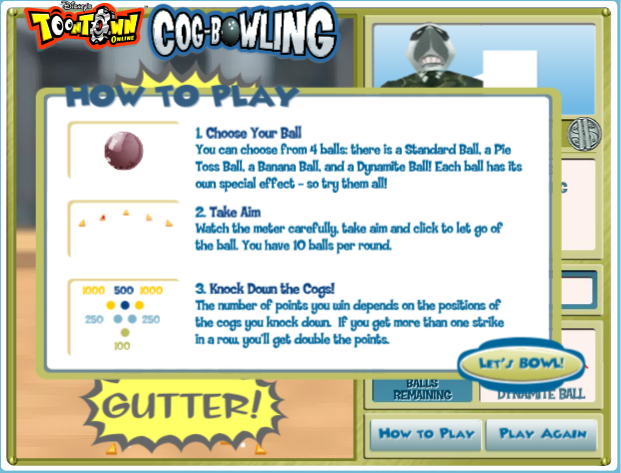 Disney's
TOONTOWN
ONLINE
COG-BOWLING
HOW TO PLAY
1. Choose Your Ball
You can choose from 4 balls: there is a Standard Ball, a Pie
Toss Ball, a Banana Ball, and a Dynamite Ball! Each ball has its
own special effect - so try them all!
2. Take Aim
Watch the meter carefully, take aim and click to let go of
the ball. You have 10 balls per round.
1000 500 1000
250 250
100
3. Knock Down the Cogs!
The number of points you win depends on the positions of
the cogs you knock down. If you get more than one strike
in a row, you'll get double the points.
LET'S BOWL!
GUTTER!
BALLS
REMAINING
DYNAMITE BALL
HOW TO PLAY
PLAY AGAIN